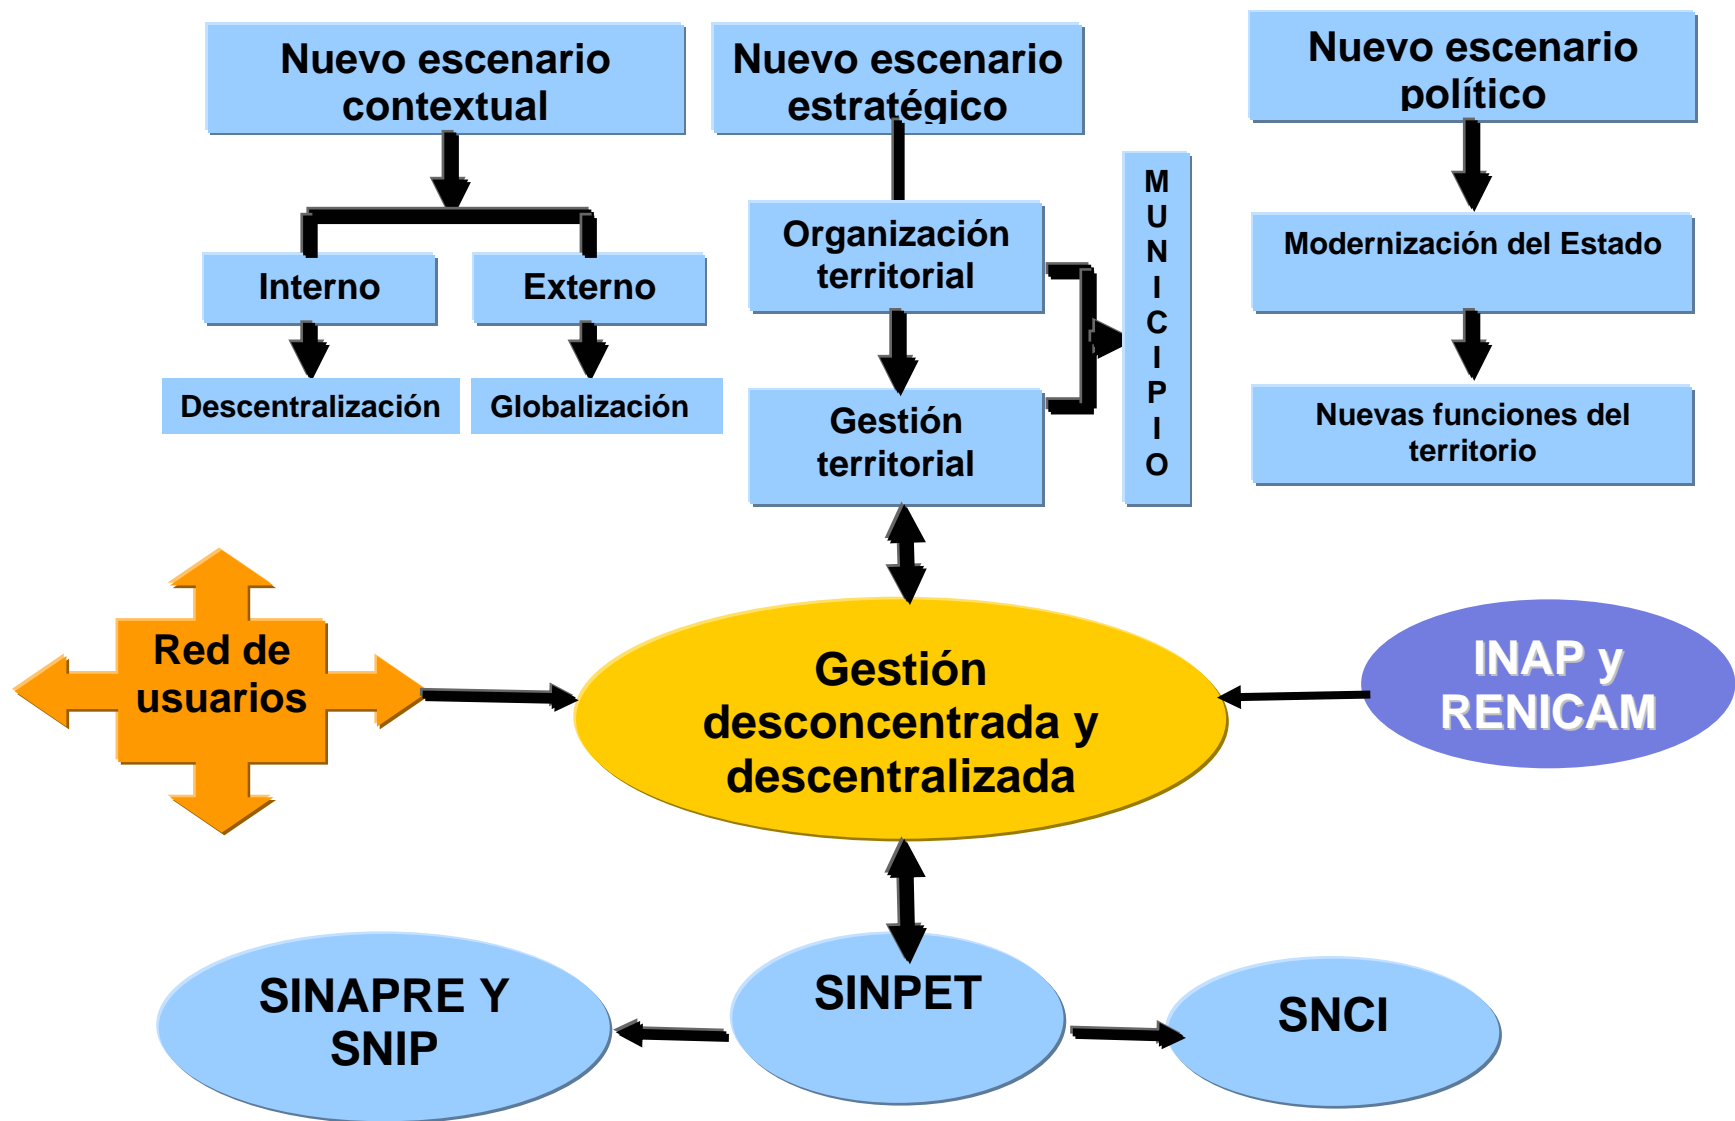 Nuevo escenario
contextual
Nuevo escenario
estratégico
Nuevo escenario
político
Interno
Externo
Descentralización
Globalización
Organización
territorial
Gestión
territorial
M
U
N
I
C
I
P
I
O
Modernización del Estado
Nuevas funciones del
territorio
Red de
usuarios
Gestión
desconcentrada y
descentralizada
INAP y
RENICAM
SINAPRE Y
SNIP
SINPET
SNCI